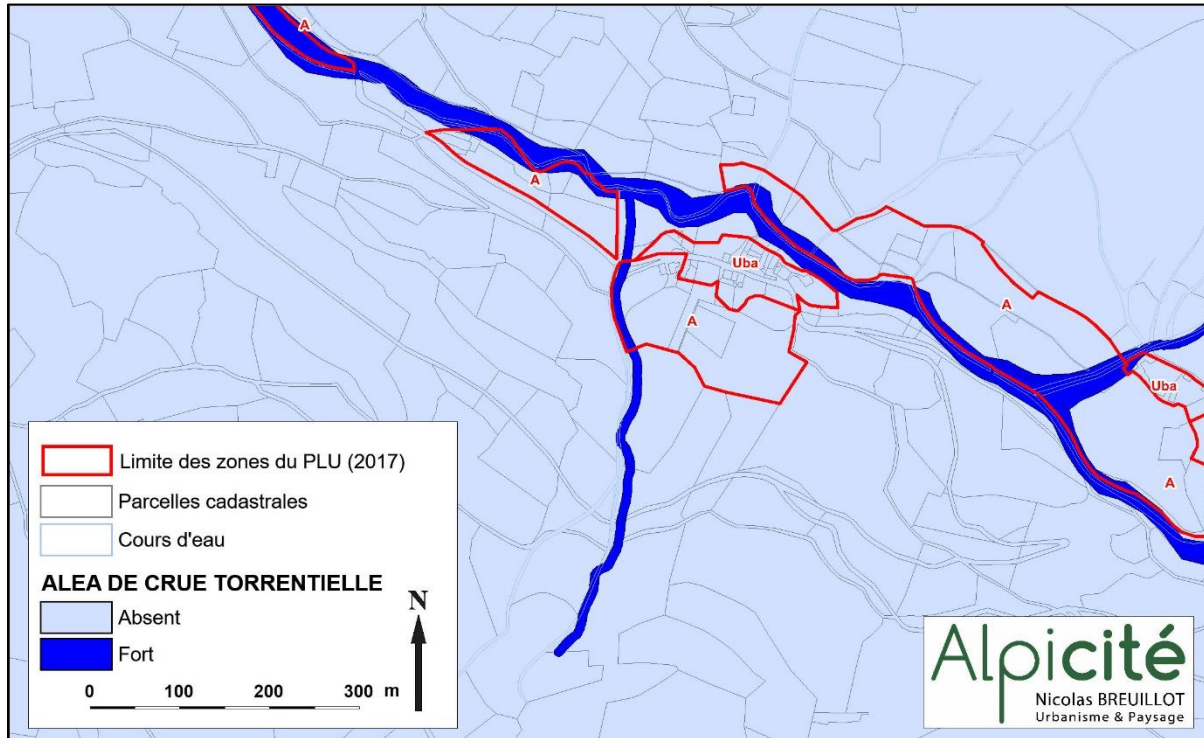 A
A
Uba
A
A
Uba
A
Limite des zones du PLU (2017)
Parcelles cadastrales
Cours d'eau
ALEA DE CRUE TORRENTIELLE
Absent
Fort
N
0 100 200 300 m
Alpicité
Nicolas BREUILLOT
Urbanisme & Paysage